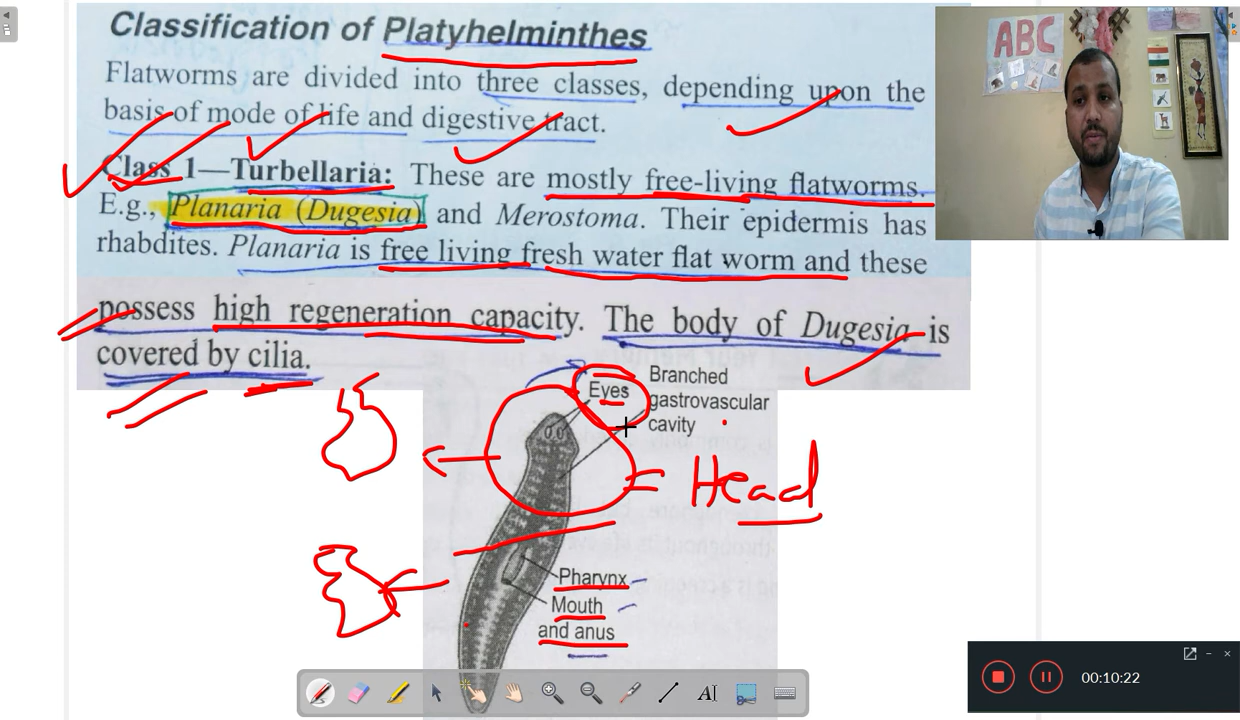 Classification of Platyhelminthes
Flatworms are divided into three classes, depending upon the
basis of mode of life and digestive tract.
Class 1—Turbellaria: These are mostly free-living flatworms.
E.g., Planaria (Dugesia) and Merostoma. Their epidermis has
rhabdites. Planaria is free living fresh water flat worm and these
possess high regeneration capacity. The body of Dugesia is
covered by cilia.
Eyes
Branched
gastrovascular
cavity
Head
Pharynx
Mouth
and anus
ABC
AI
00:10:22